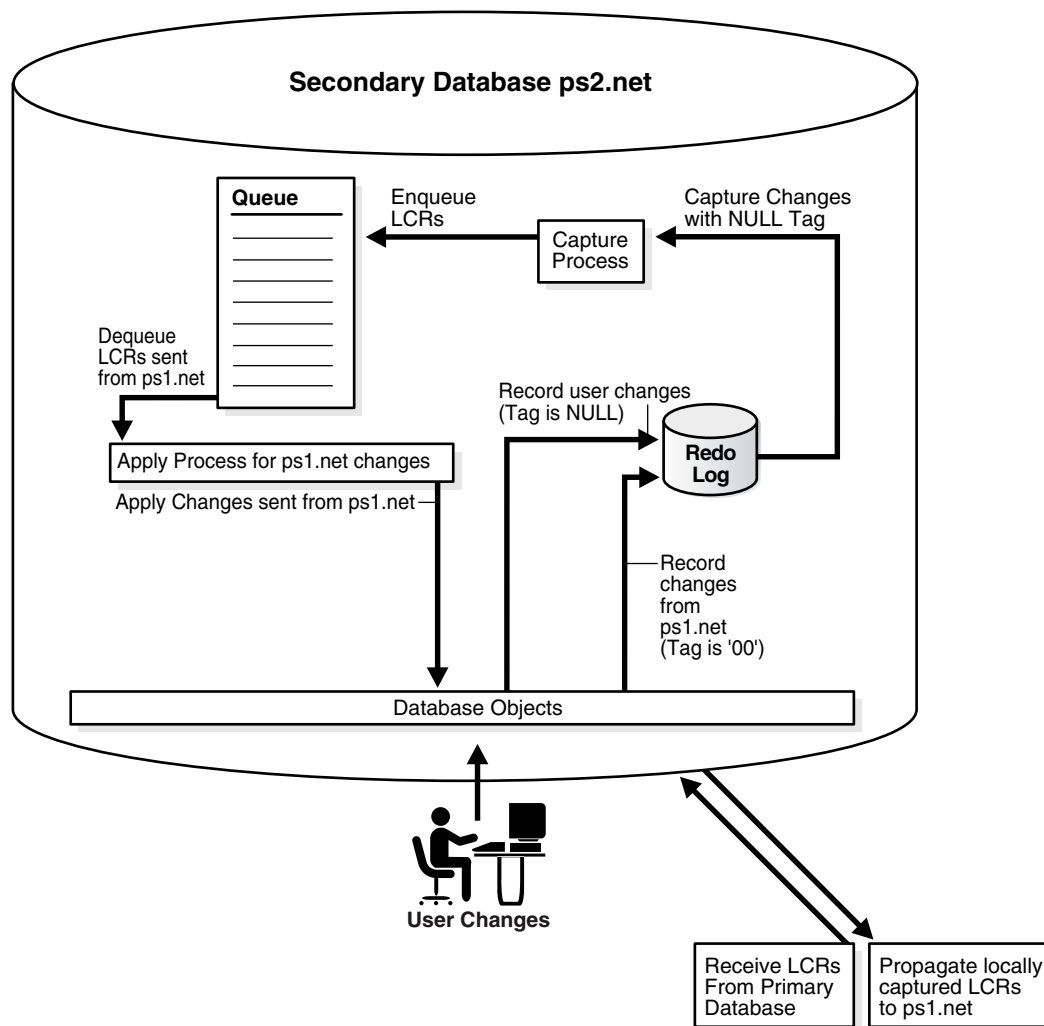 Secondary Database ps2.net
Queue
Enqueue
LCRs
Capture
Process
Capture Changes
with NULL Tag
Dequeue
LCRs sent
from ps1.net
Record user changes
(Tag is NULL)
Redo
Log
Apply Process for ps1.net changes
Apply Changes sent from ps1.net
Record
changes
from
ps1.net
(Tag is '00')
Database Objects
User Changes
Receive LCRs
From Primary
Database
Propagate locally
captured LCRs
to ps1.net